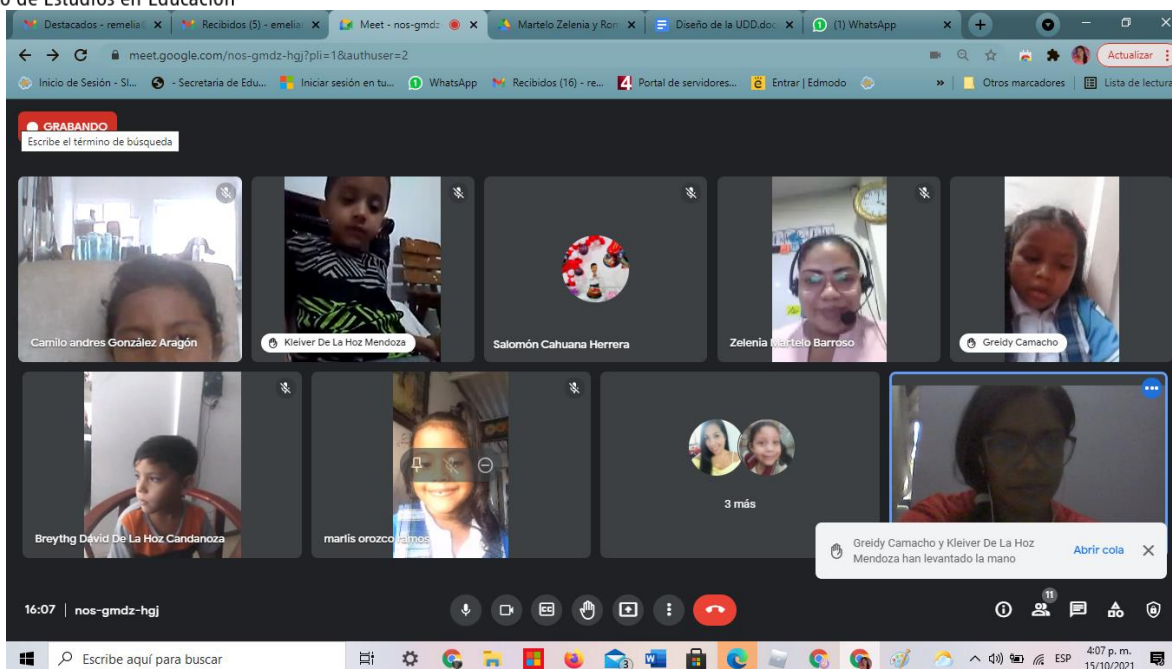 o de Estudios en Educación
Destacados - remelia
Recibidos (5) - emelia
Meet - nos-gmdz
Martelo Zelenia y Ron
Diseño de la UDD.doc
(1) WhatsApp
meet.google.com/nos-gmdz-hgj?pli=1&authuser=2
Actualizar
Inicio de Sesión - SI...
- Secretaria de Edu...
Iniciar sesión en tu...
WhatsApp
Recibidos (16) - re...
Portal de servidores...
Entrar | Edmodo
»
Otros marcadores
Lista de lectura
GRABANDO
Escribe el término de búsqueda
Camilo andres González Aragón
Kleiver De La Hoz Mendoza
Salomón Cahuana Herrera
Zelenia Martelo Barroso
Greidy Camacho
Breythg David De La Hoz Candanoza
marlis orozco ramos
3 más
Greidy Camacho y Kleiver De La Hoz
Mendoza han levantado la mano
Abrir cola
16:07 | nos-gmdz-hgj
11
Escribe aquí para buscar
ESP
4:07 p. m.
15/10/2021